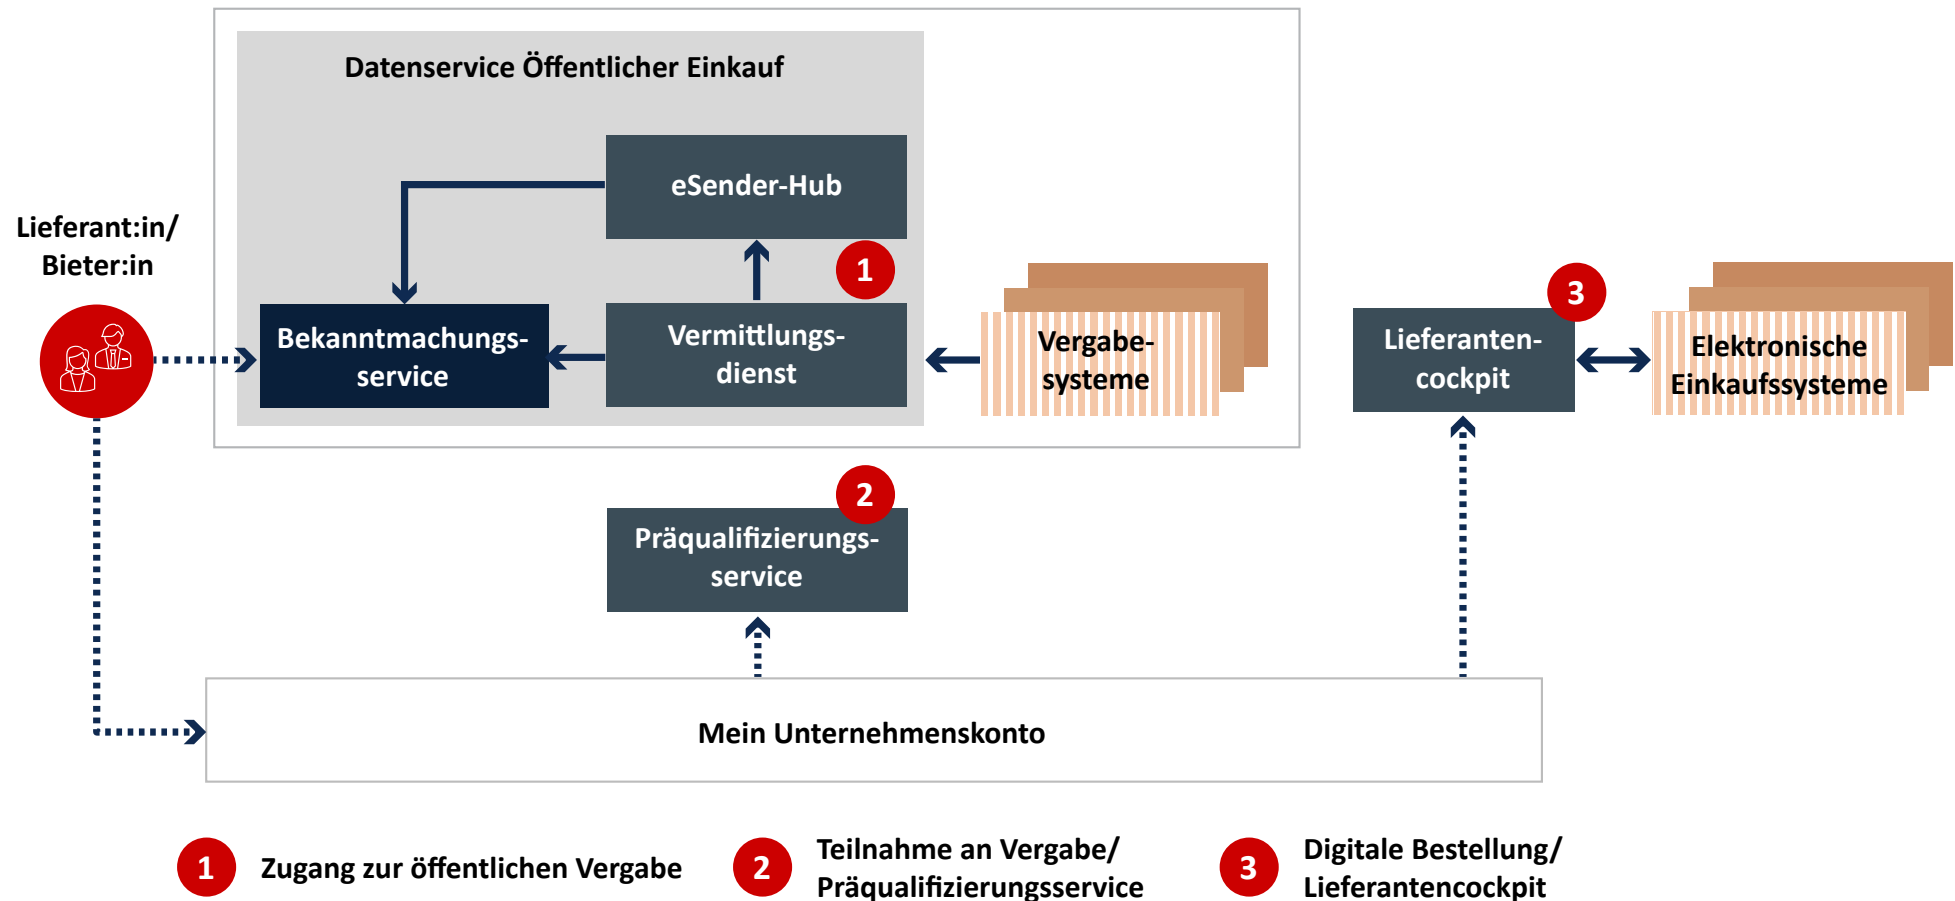 Datenservice Öffentlicher Einkauf
eSender-Hub
Lieferant:in/
Bieter:in
1
3
Bekanntmachungs-
service
Vermittlungs-
dienst
Vergabe-
systeme
Lieferanten-
cockpit
Elektronische
Einkaufssysteme
2
Präqualifizierungs-
service
Mein Unternehmenskonto
1
Zugang zur öffentlichen Vergabe
2
Teilnahme an Vergabe/
Präqualifizierungsservice
3
Digitale Bestellung/
Lieferantencockpit